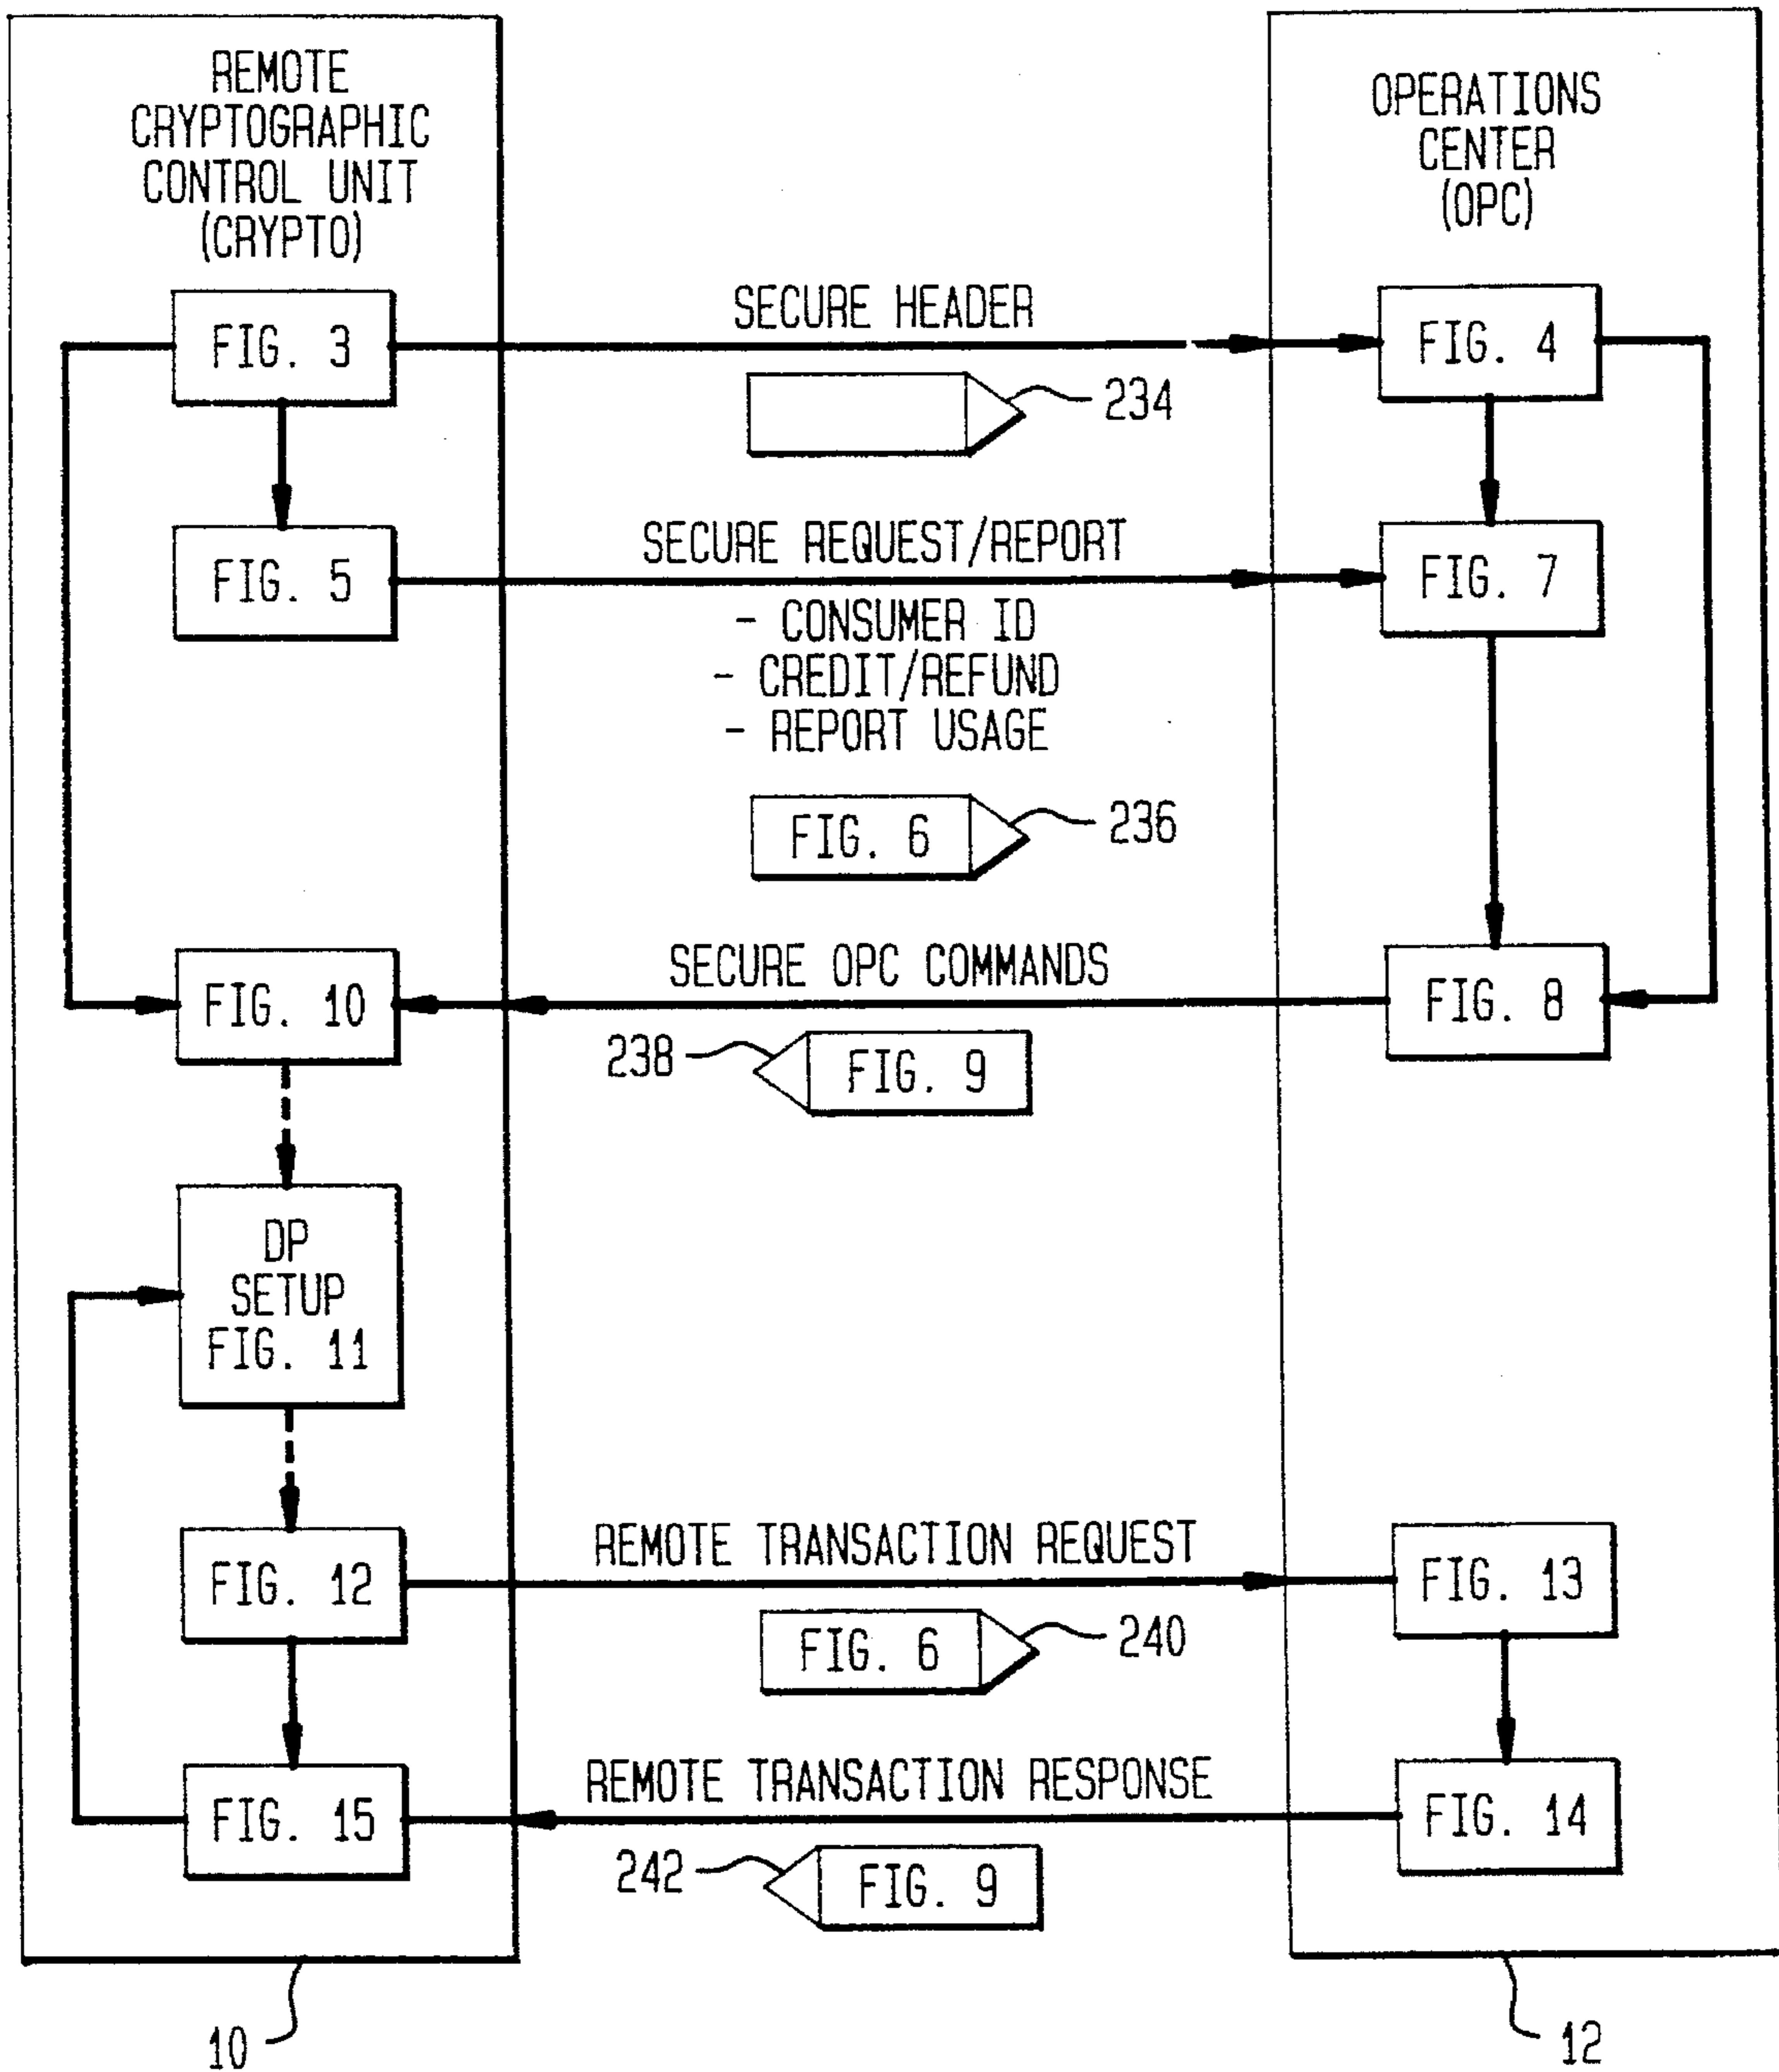 REMOTE
CRYPTOGRAPHIC
CONTROL UNIT
(CRYPTO)
OPERATIONS
CENTER
(OPC)
FIG. 3
SECURE HEADER
FIG. 4
234
FIG. 5
SECURE REQUEST/REPORT
- CONSUMER ID
- CREDIT/REFUND
- REPORT USAGE
FIG. 7
FIG. 6
236
FIG. 10
SECURE OPC COMMANDS
FIG. 8
238
FIG. 9
DP
SETUP
FIG. 11
FIG. 12
REMOTE TRANSACTION REQUEST
FIG. 13
FIG. 6
240
FIG. 15
REMOTE TRANSACTION RESPONSE
FIG. 14
242
FIG. 9
10
12